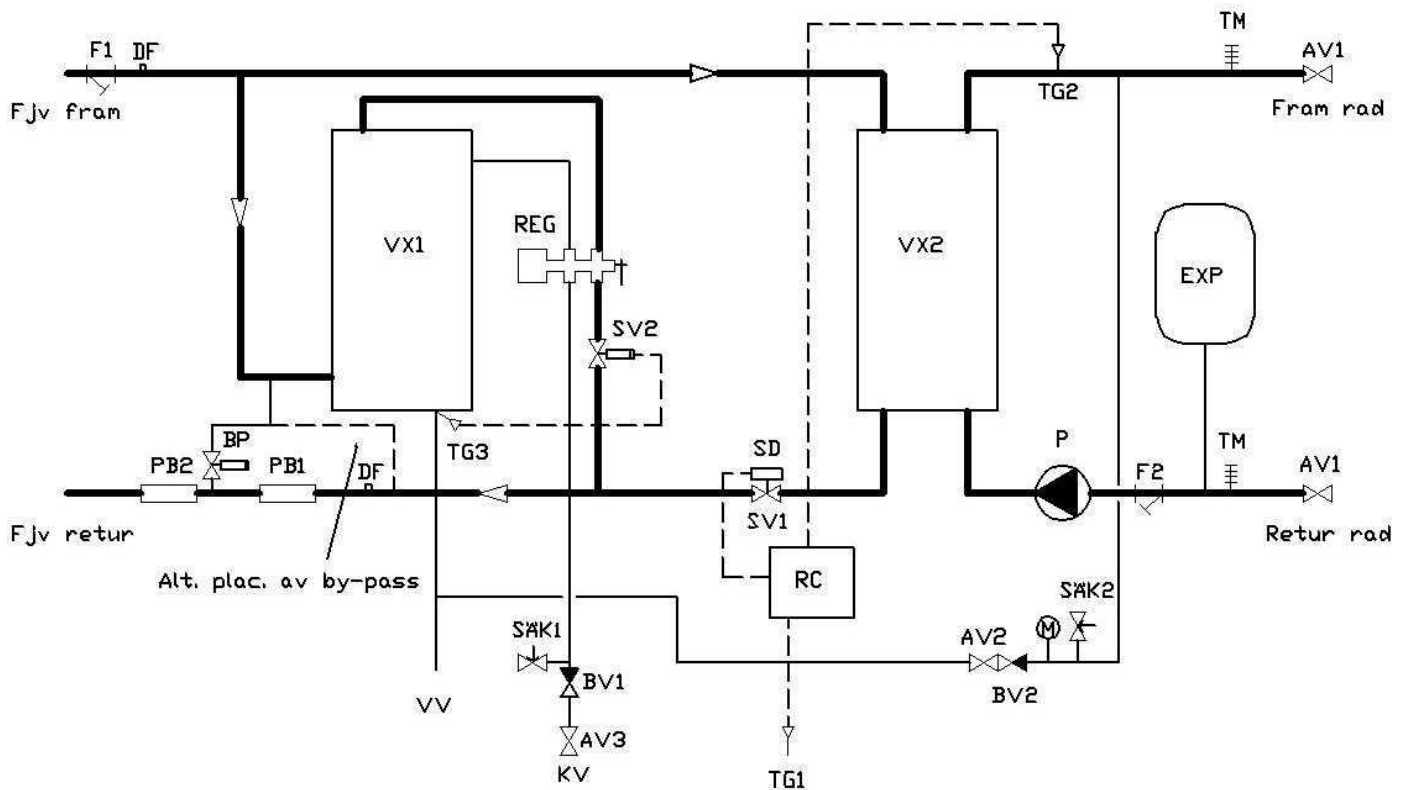 TM
F1 DF
AV1
TG2
Fjv fram
Fram rad
REG
VX1
VX2
EXP
SV2
BP
TG3
P
TM
PB2 PB1 DF
SD
F2
AV1
SV1
Fjv retur
Retur rad
Alt. plac. av by-pass
RC
SÄK2
SÄK1
AV2 M
BV1
BV2
VV
AV3
KV
TG1